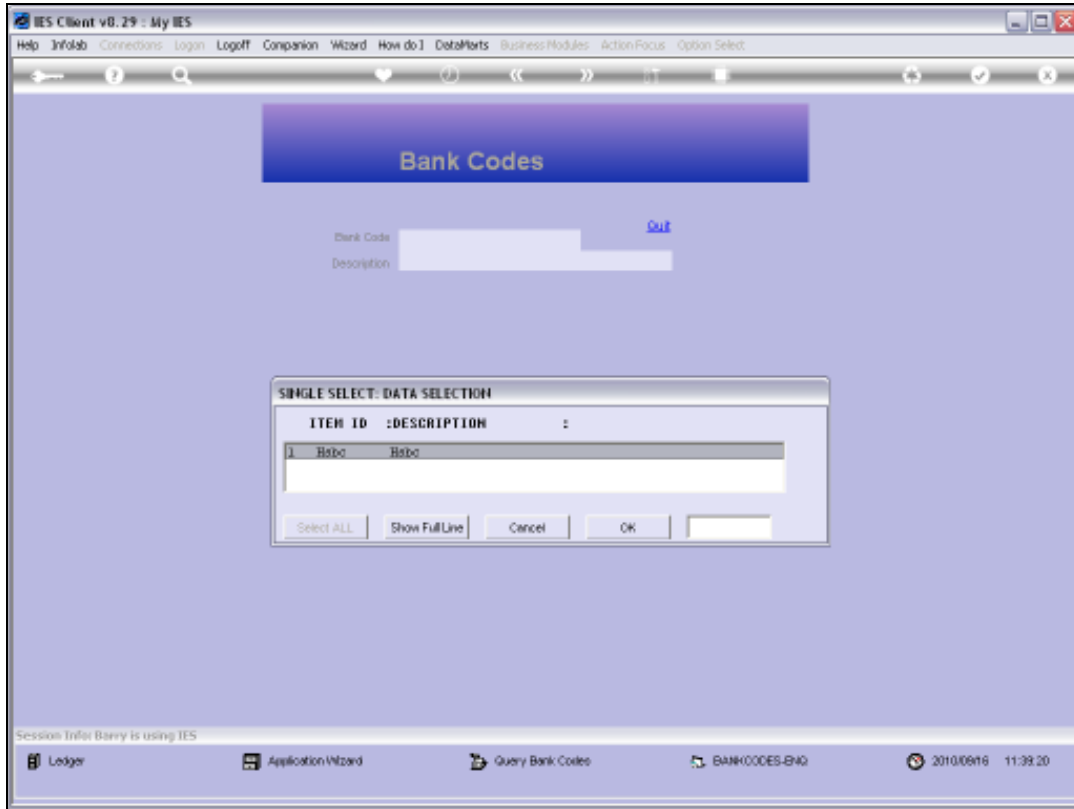 IES Client v8.29 : My IES
Help Infolab Connections Logon Logoff Companion Wizard How do I DataMarts Business Modules Action Focus Option Select
Bank Codes
Quit
Bank Code
Description
SINGLE SELECT: DATA SELECTION
ITEM ID :DESCRIPTION :
1 Hsbc Hsbc
Select ALL Show Full Line Cancel OK
Session Info: Barry is using IES
Ledger Application Wizard Query Bank Codes BANKCODES-ENQ 2010/09/16 11:39:20